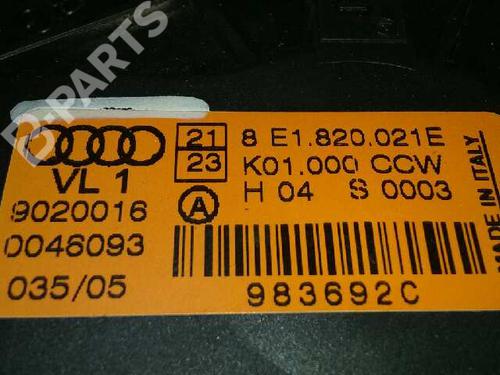 D-PARTS
21
23
8 E1.820.021E
K01.000 CCW
VL 1
H 04 S 0003
9020016
A
0046093
035/05
983692C
MADE IN ITALY